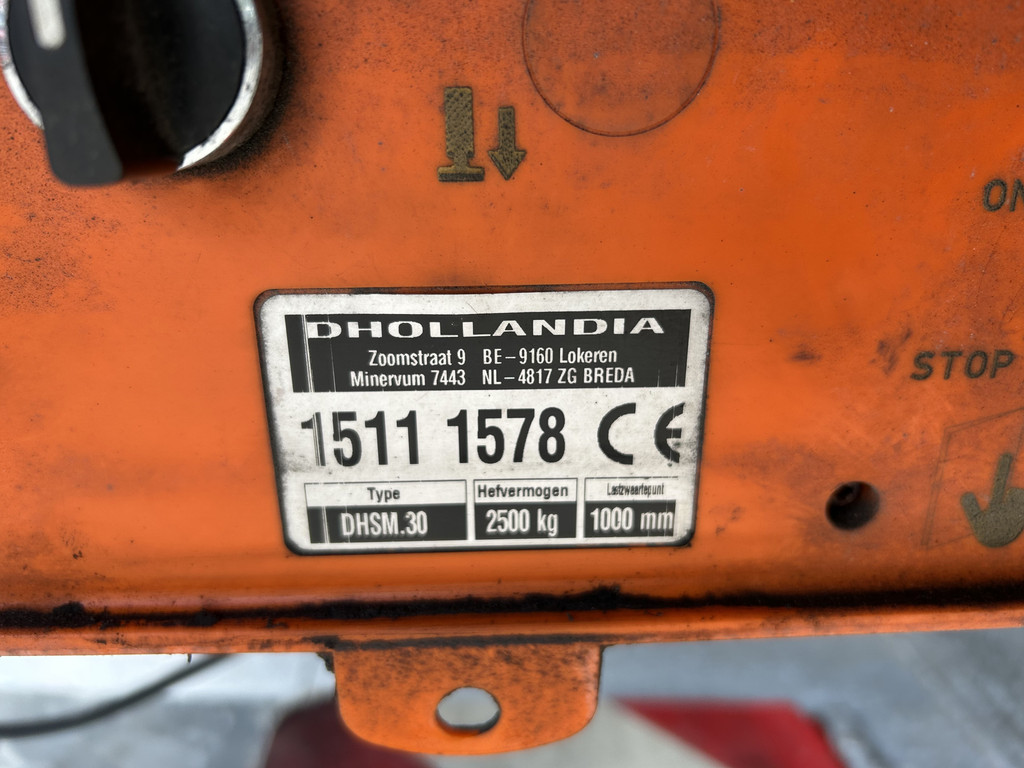 ON
DHOLLANDIA
Zoomstraat 9 BE-9160 Lokeren
Minervum 7443 NL-4817 ZG BREDA
STOP
1511 1578 CE
Type Hefvermogen Lastzwaartepunt
DHSM.30 2500 kg 1000 mm